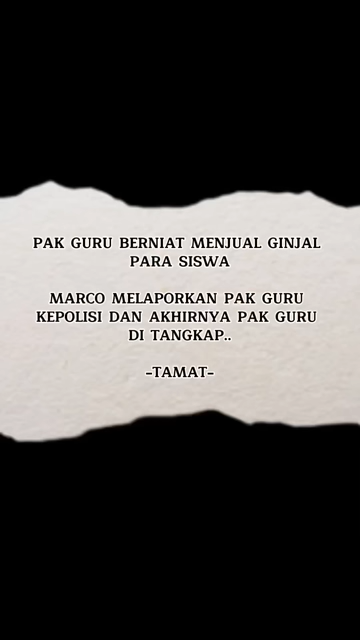 PAK GURU BERNIAT MENJUAL GINJAL
PARA SISWA
MARCO MELAPORKAN PAK GURU
KEPOLISI DAN AKHIRNYA PAK GURU
DI TANGKAP..
-TAMAT-